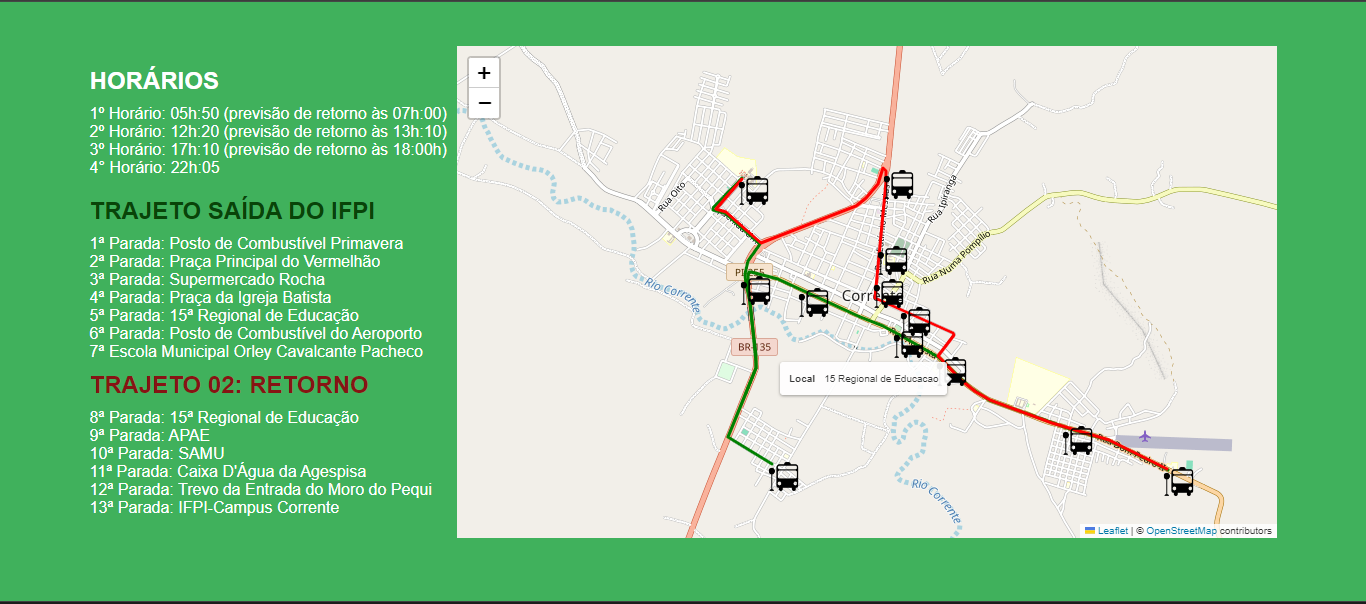 HORÁRIOS
1º Horário: 05h:50 (previsão de retorno às 07h:00)
2º Horário: 12h:20 (previsão de retorno às 13h:10)
3º Horário: 17h:10 (previsão de retorno às 18:00h)
4° Horário: 22h:05
TRAJETO SAÍDA DO IFPI
1ª Parada: Posto de Combustível Primavera
2ª Parada: Praça Principal do Vermelhão
3ª Parada: Supermercado Rocha
4ª Parada: Praça da Igreja Batista
5ª Parada: 15ª Regional de Educação
6ª Parada: Posto de Combustível do Aeroporto
7ª Escola Municipal Orley Cavalcante Pacheco
TRAJETO 02: RETORNO
8ª Parada: 15ª Regional de Educação
9ª Parada: APAE
10ª Parada: SAMU
11ª Parada: Caixa D'Água da Agespisa
12ª Parada: Trevo da Entrada do Moro do Pequi
13ª Parada: IFPI-Campus Corrente
+
−
Rua Oito
Rua Ipiranga
Rua Numa Pompílio
Rio Corrente
Corrente
BR-135
Local 15 Regional de Educacao
Rua Dom Pedro II
Rio Corrente
Leaflet | © OpenStreetMap contributors